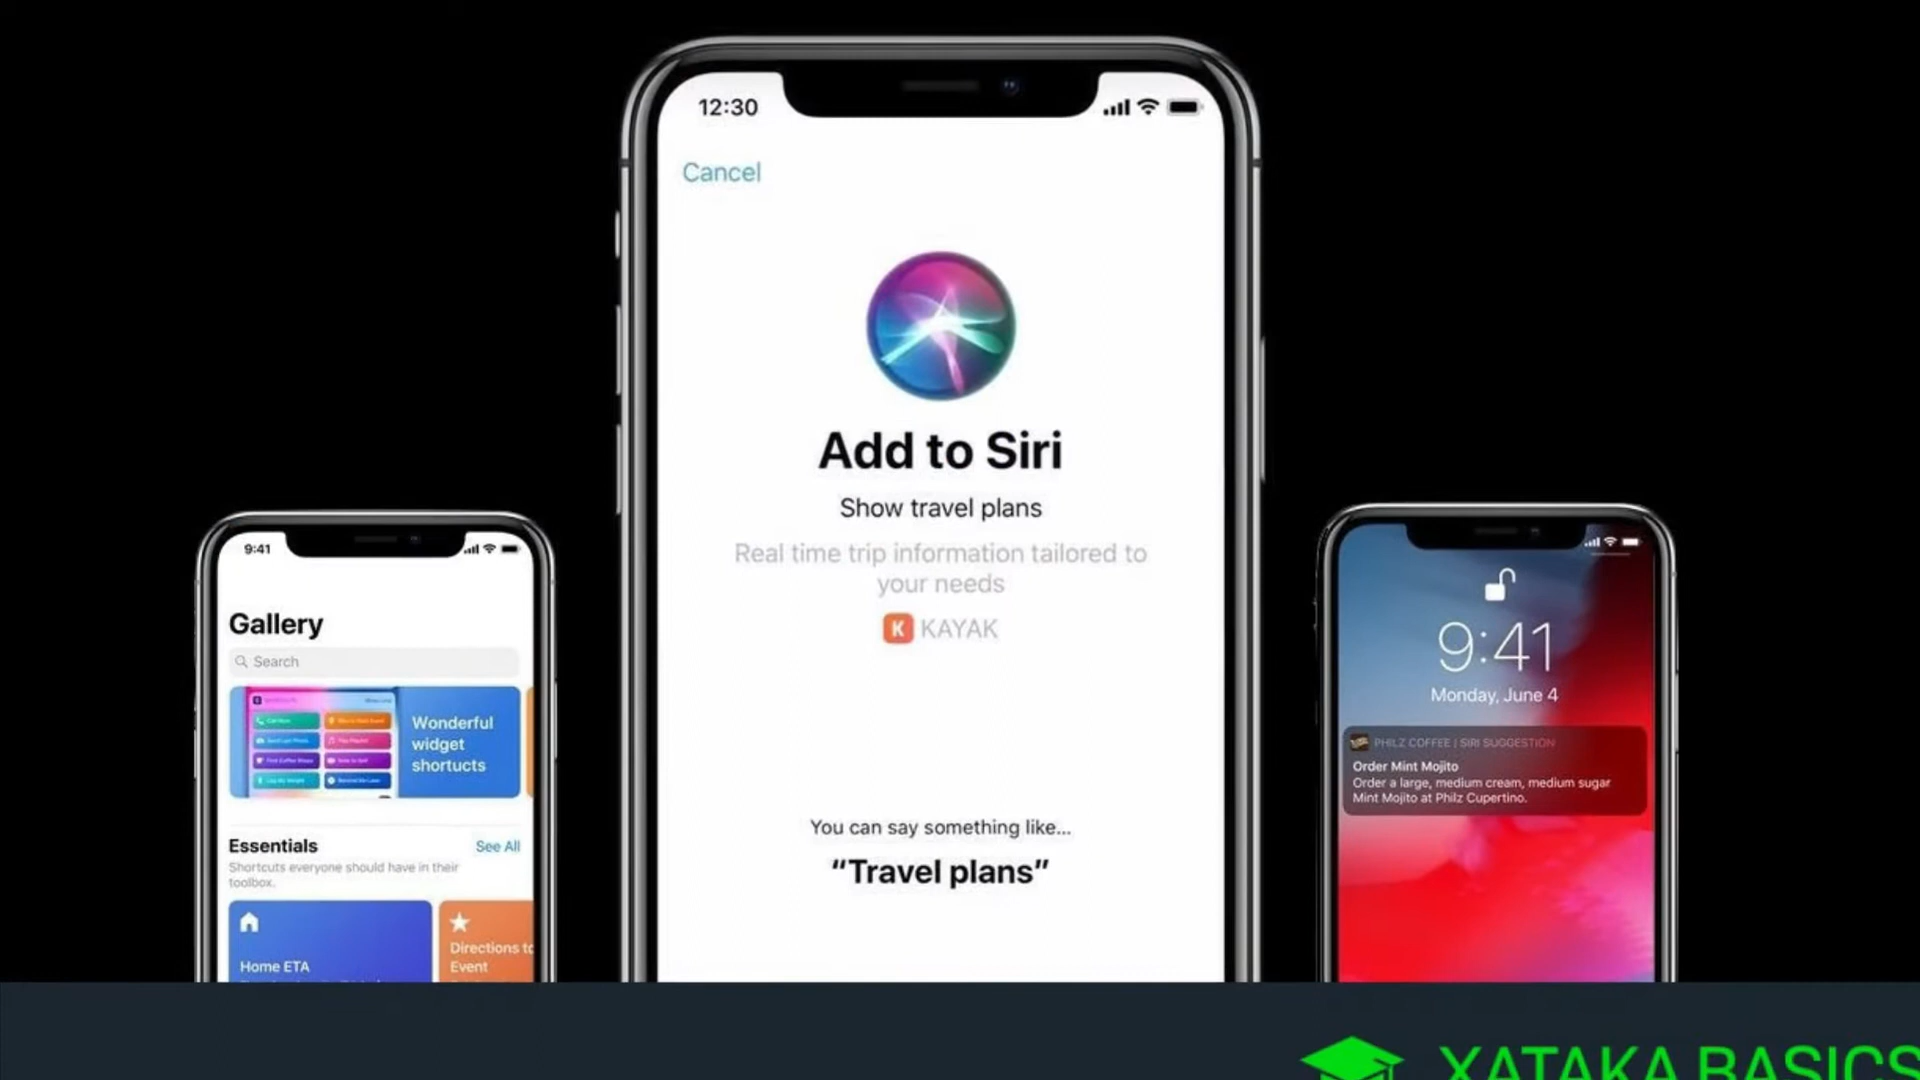 12:30
Cancel
Add to Siri
Show travel plans
Real time trip information tailored to
your needs
K KAYAK
You can say something like...
“Travel plans”
9:41
Gallery
Search
Wonderful
widget
shortucts
Essentials
See All
Shortcuts everyone should have in their
toolbox.
Home ETA
Directions to
Event
9:41
Monday, June 4
PHILZ COFFEE | SIRI SUGGESTION
Order Mint Mojito
Order a large, medium cream, medium sugar
Mint Mojito at Philz Cupertino.
XATAKA BASICS